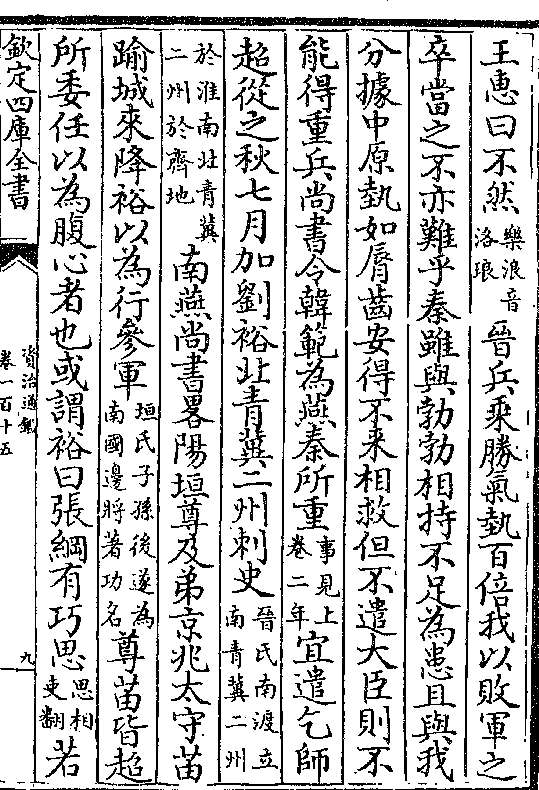 王惠曰不然樂浪音洛琅晉兵乘勝氣埶百倍我以敗軍之
卒當之不亦難乎秦雖與勃勃相持不足為患且與我
分據中原埶如脣齒安得不来相救但不遣大臣則不
能得重兵尚書令韓範為燕秦所重事見上卷二年宜遣乞師
超從之秋七月加劉裕北青冀二州刺史晉氏南渡立南青冀二州
於淮南北青冀二州於齊地南燕尚書畧陽垣尊及弟京兆太守苗
踰城來降裕以為行參軍垣氏子孫後遂為南國邊將著功名尊苗皆超
所委任以為腹心者也或謂裕曰張綱有巧思思相吏翻若
欽定四庫全書
資治通鑑
卷一百十五
九